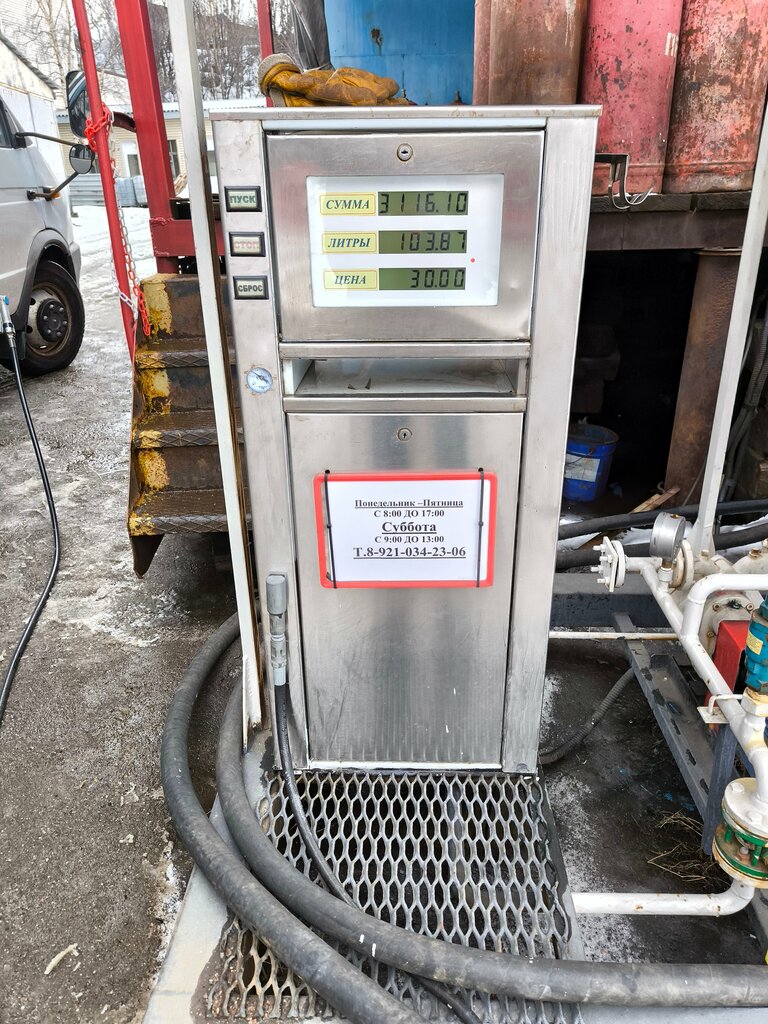 ПУСК
СТОП
СБРОС
СУММА 3116.10
ЛИТРЫ 103.87
ЦЕНА 30.00
Понедельник –Пятница
С 8:00 ДО 17:00
Суббота
С 9:00 ДО 13:00
Т.8-921-034-23-06